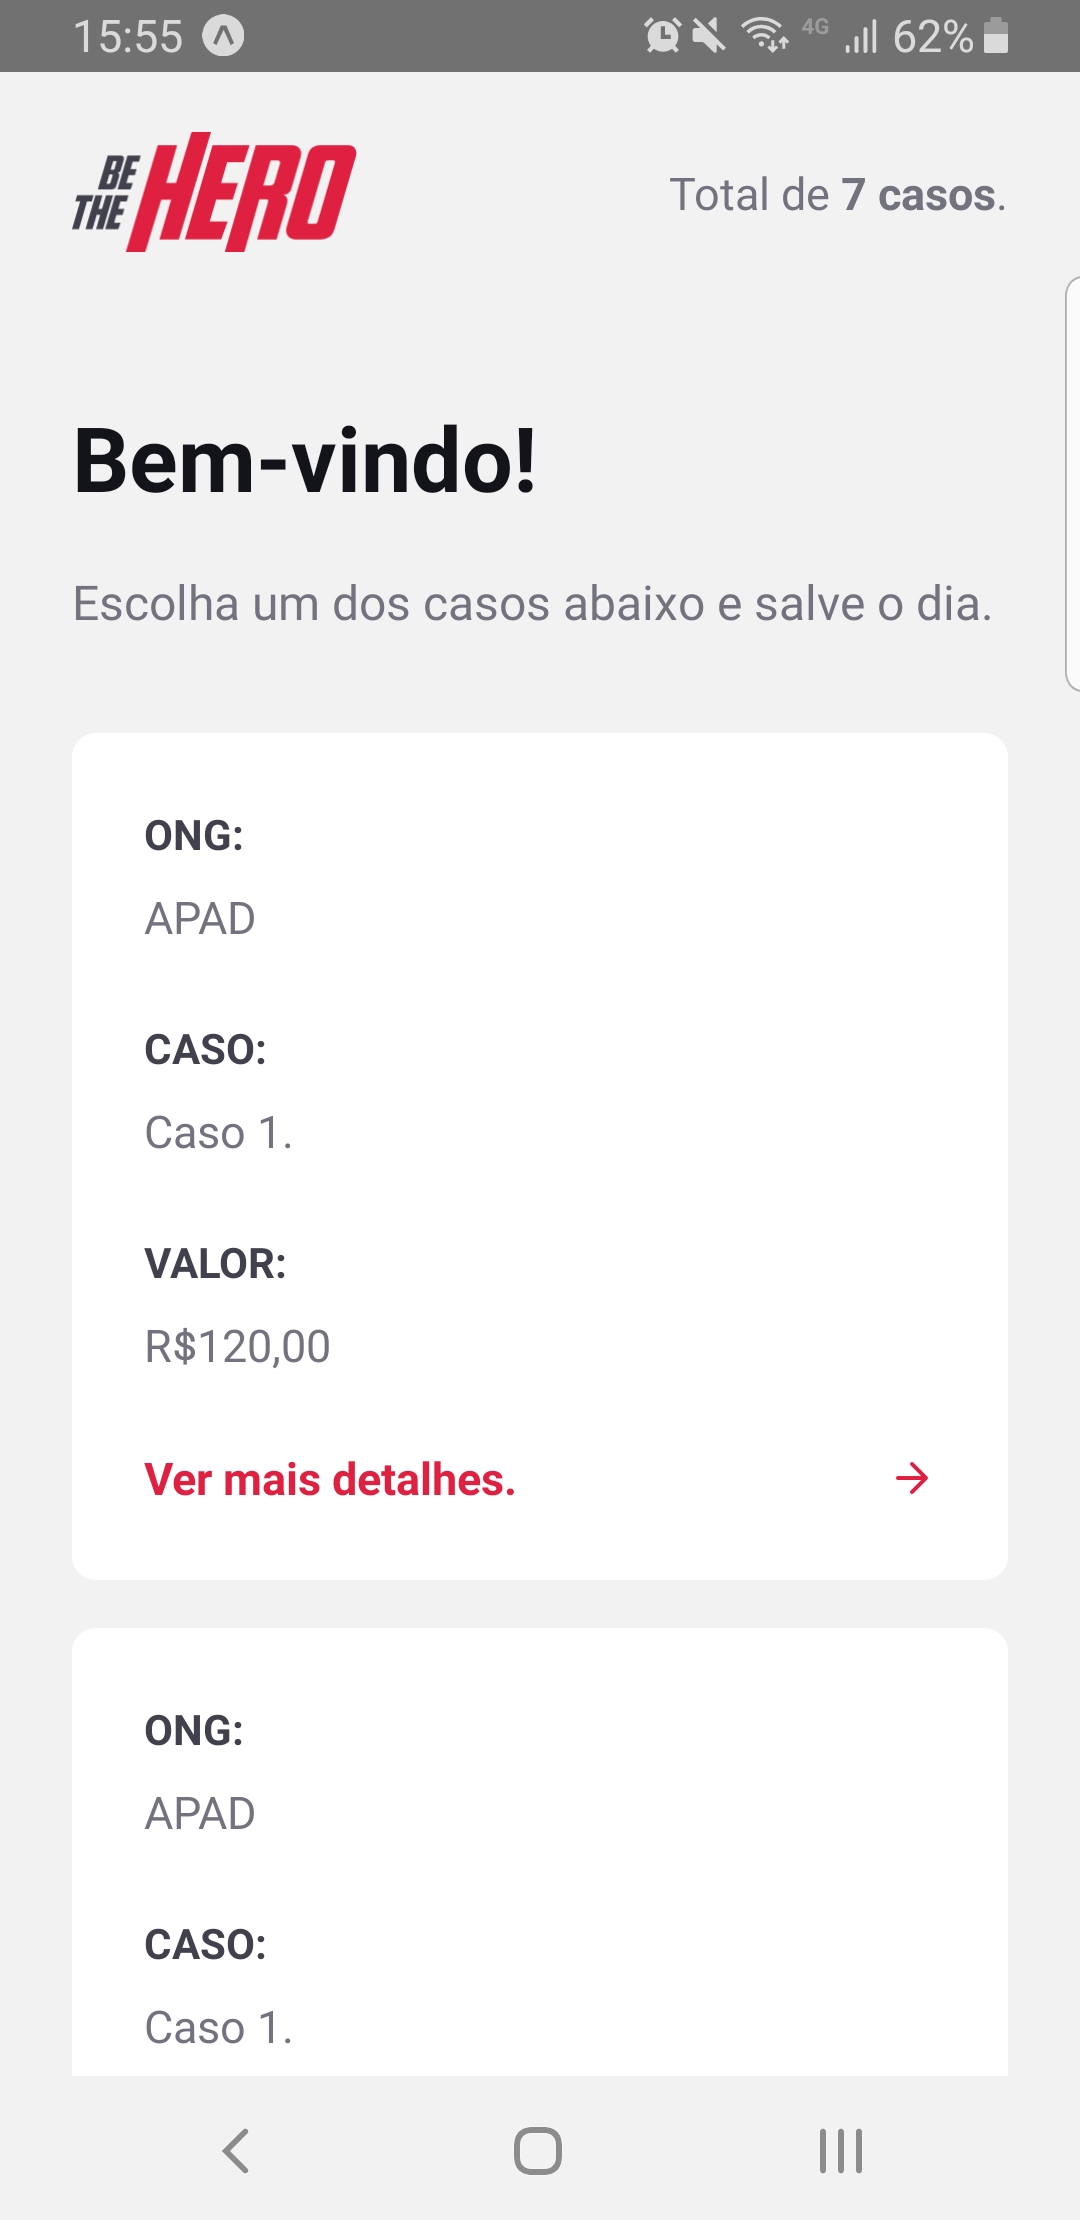 15:55
4G
62%
BE
THE HERO
Total de 7 casos.
Bem-vindo!
Escolha um dos casos abaixo e salve o dia.
ONG:
APAD
CASO:
Caso 1.
VALOR:
R$120,00
Ver mais detalhes.
ONG:
APAD
CASO:
Caso 1.